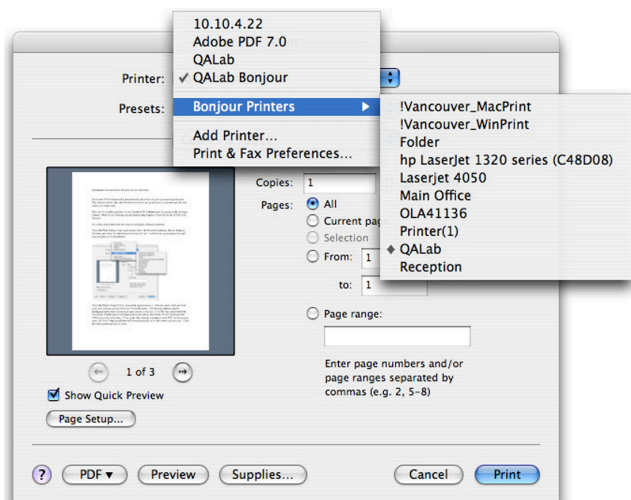 10.10.4.22
Adobe PDF 7.0
QALab
✓ QALab Bonjour
Bonjour Printers
Add Printer...
Print & Fax Preferences...
!Vancouver_MacPrint
!Vancouver_WinPrint
Folder
hp LaserJet 1320 series (C48D08)
Laserjet 4050
Main Office
OLA41136
Printer(1)
◆ QALab
Reception
Printer:
Presets:
Copies: 1
Pages: All
Current
Selection
From: 1
to: 1
Page range:
Enter page numbers and/or
page ranges separated by
commas (e.g. 2, 5-8)
1 of 3
Show Quick Preview
Page Setup...
? PDF▼ Preview Supplies... Cancel Print